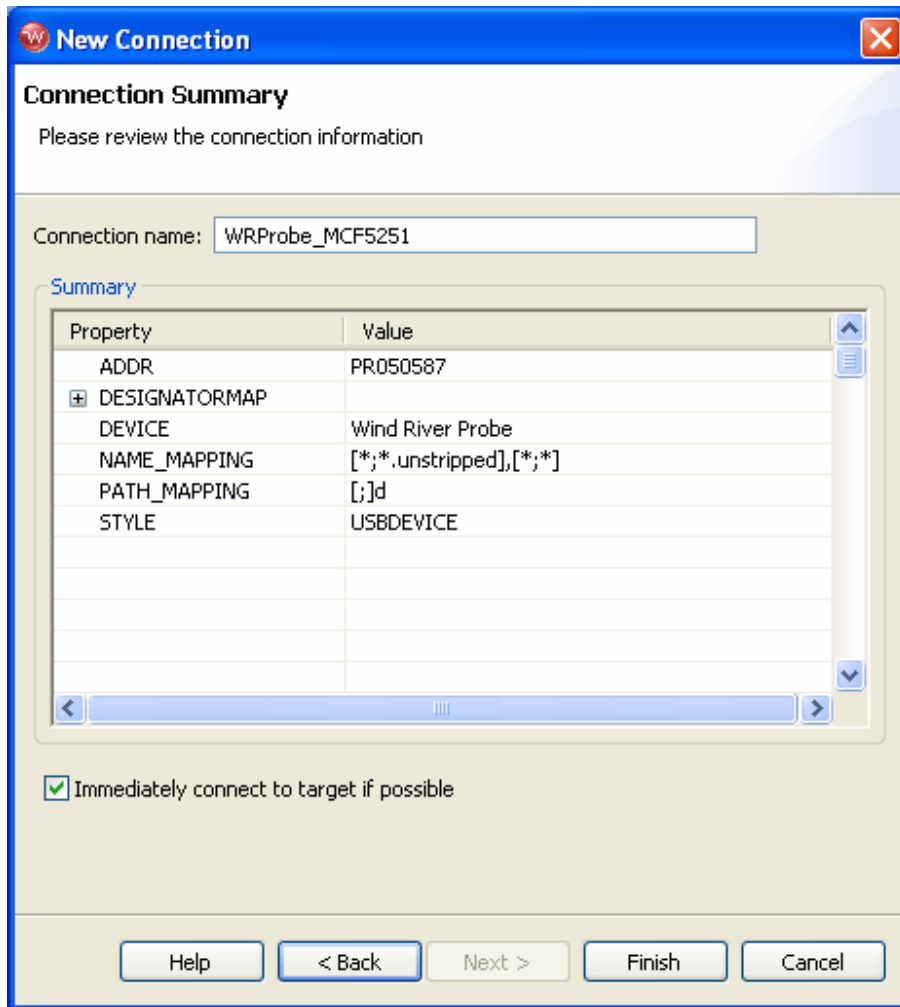 New Connection
Connection Summary
Please review the connection information
Connection name: WRProbe_MCF5251
Summary
Property Value
ADDR PR050587
DESIGNATORMAP
DEVICE Wind River Probe
NAME_MAPPING [*;*.unstripped],[*;*]
PATH_MAPPING [;]d
STYLE USBDEVICE
Immediately connect to target if possible
Help < Back Next > Finish Cancel